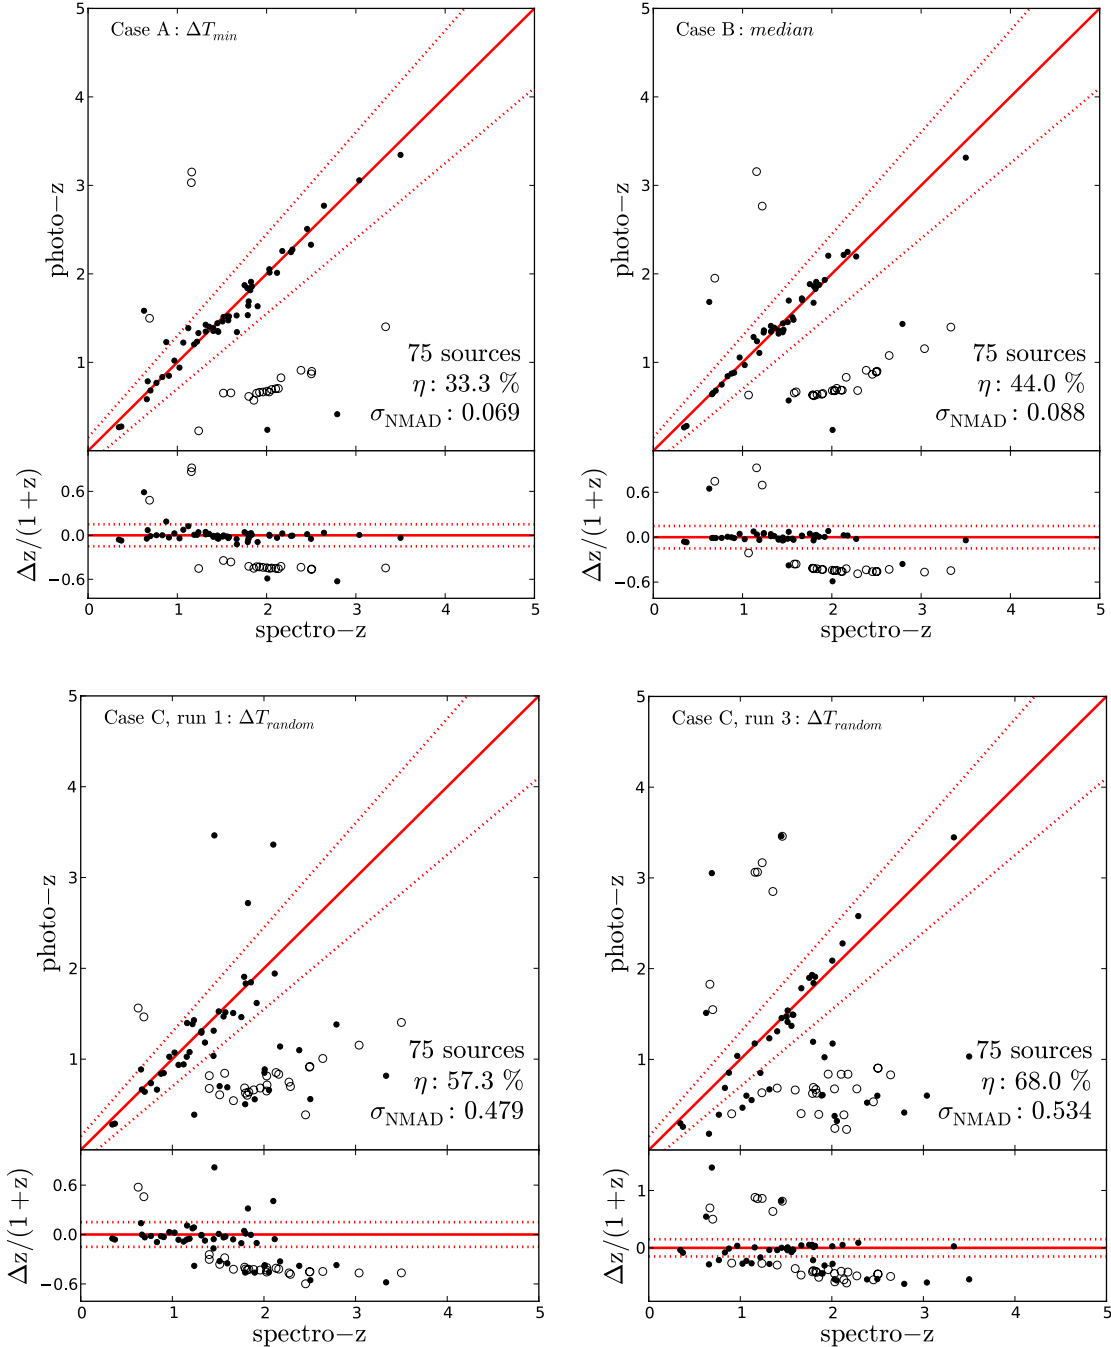 Case A: ΔT_min
photo−z
5
4
3
2
1
75 sources
η: 33.3 %
σ_NMAD: 0.069
Δz/(1+z)
0.6
0.0
−0.6
0 1 2 3 4 5
spectro−z
Case B: median
photo−z
5
4
3
2
1
75 sources
η: 44.0 %
σ_NMAD: 0.088
Δz/(1+z)
0.6
0.0
−0.6
0 1 2 3 4 5
spectro−z
Case C, run 1: ΔT_random
photo−z
5
4
3
2
1
75 sources
η: 57.3 %
σ_NMAD: 0.479
Δz/(1+z)
0.6
0.0
−0.6
0 1 2 3 4 5
spectro−z
Case C, run 3: ΔT_random
photo−z
5
4
3
2
1
75 sources
η: 68.0 %
σ_NMAD: 0.534
Δz/(1+z)
1
0
0 1 2 3 4 5
spectro−z